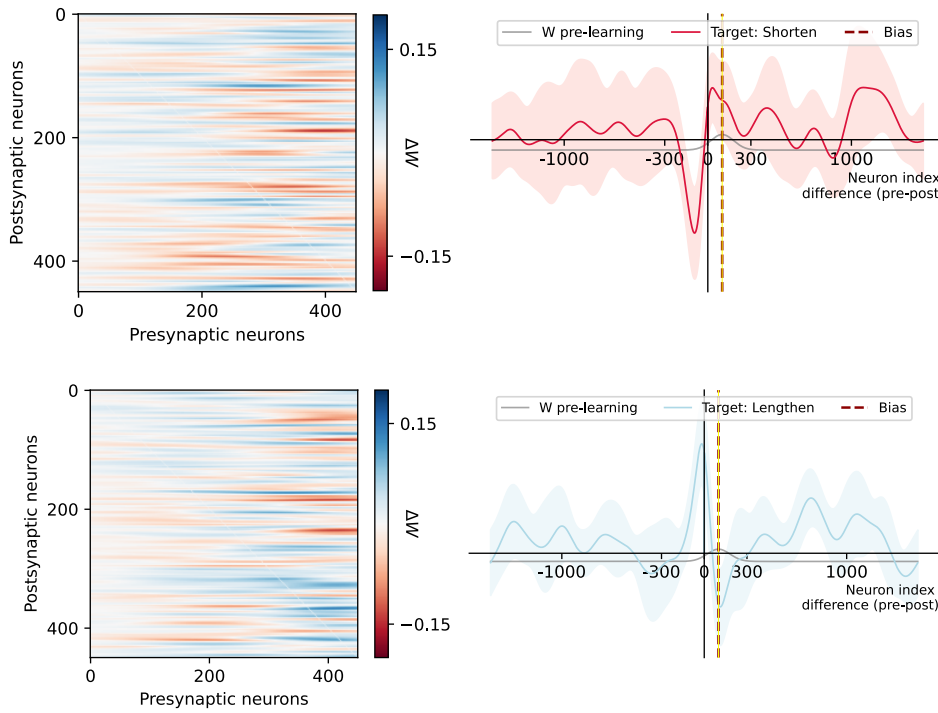 0
200
400
Postsynaptic neurons
0 200 400
Presynaptic neurons
0.15
−0.15
ΔW
W pre-learning Target: Shorten Bias
-1000 -300 0 300 1000
Neuron index
difference (pre-post
0
200
400
Postsynaptic neurons
0 200 400
Presynaptic neurons
0.15
−0.15
ΔW
W pre-learning Target: Lengthen Bias
-1000 -300 0 300 1000
Neuron index
difference (pre-post)